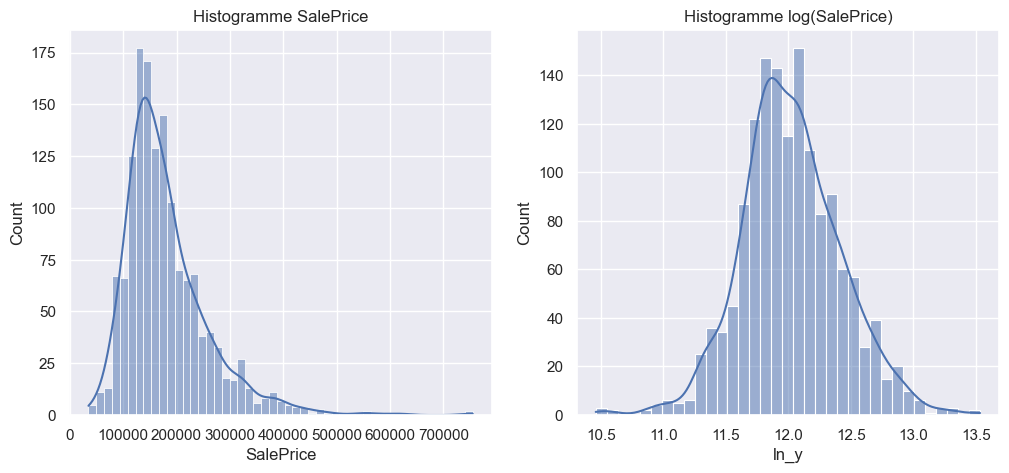 Histogramme SalePrice
175
150
125
100
75
50
25
0
Count
0 100000 200000 300000 400000 500000 600000 700000
SalePrice
Histogramme log(SalePrice)
140
120
100
80
60
40
20
0
Count
10.5 11.0 11.5 12.0 12.5 13.0 13.5
ln_y